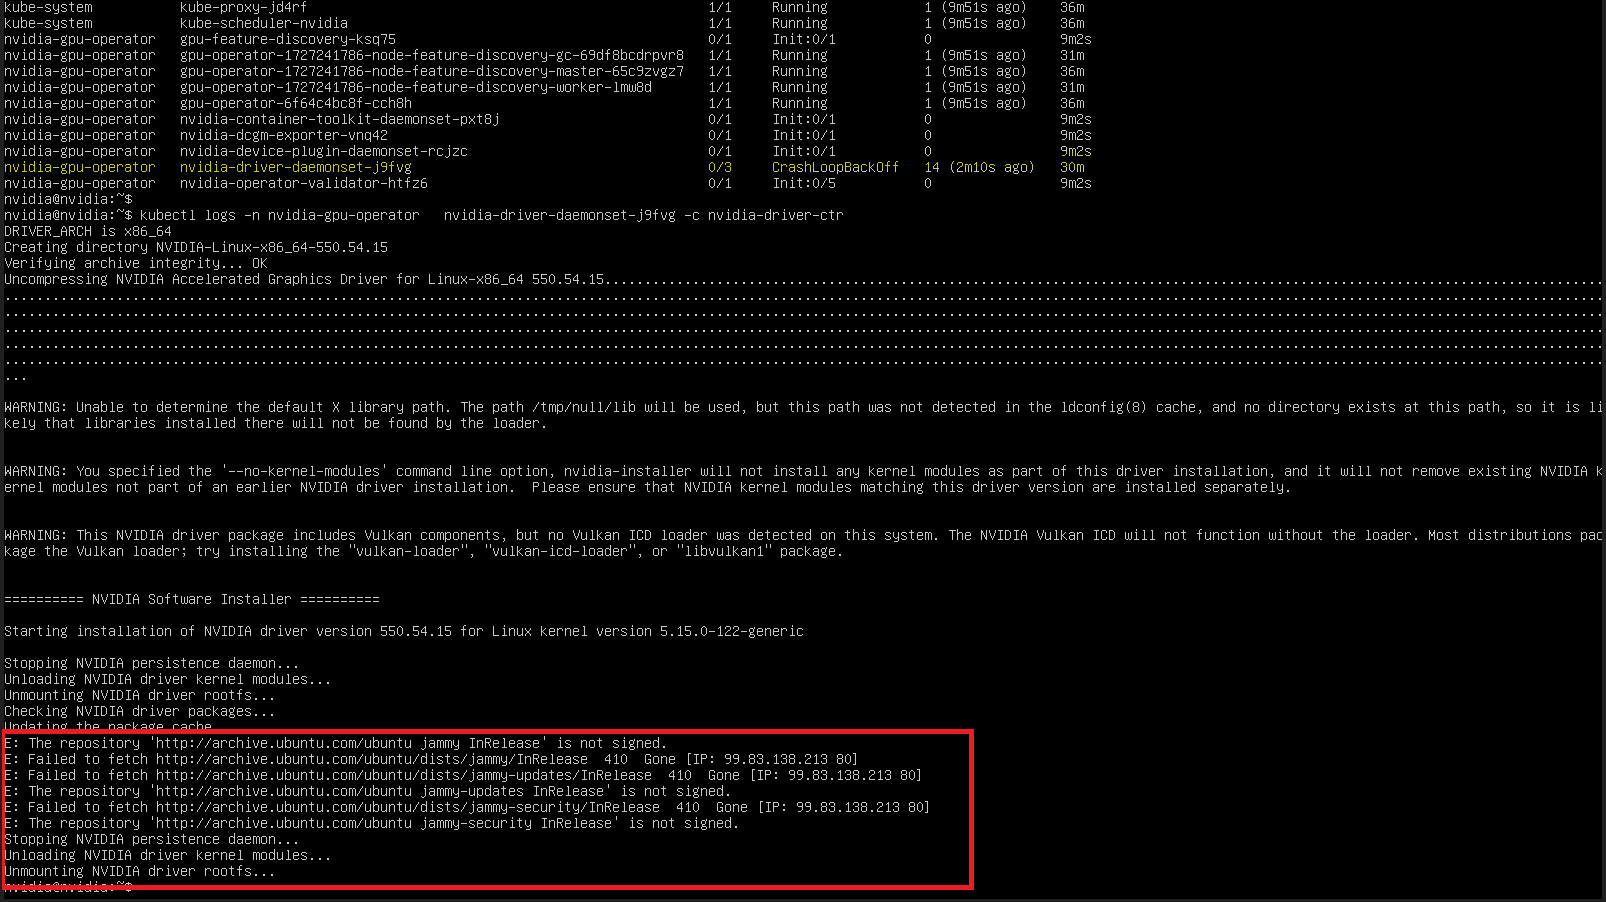 kube-system kube-proxy-jd4rf 1/1 Running 1 (9m51s ago) 36m
kube-system kube-scheduler-nvidia 1/1 Running 1 (9m51s ago) 36m
nvidia-gpu-operator gpu-feature-discovery-ksq75 0/1 Init:0/1 0 9m2s
nvidia-gpu-operator gpu-operator-1727241786-node-feature-discovery-gc-69df8bcdrpvr8 1/1 Running 1 (9m51s ago) 31m
nvidia-gpu-operator gpu-operator-1727241786-node-feature-discovery-master-65c9zvgz7 1/1 Running 1 (9m51s ago) 36m
nvidia-gpu-operator gpu-operator-1727241786-node-feature-discovery-worker-lmw8d 1/1 Running 1 (9m51s ago) 31m
nvidia-gpu-operator gpu-operator-6f64c4bc8f-cch8h 1/1 Running 1 (9m51s ago) 36m
nvidia-gpu-operator nvidia-container-toolkit-daemonset-pxt8j 0/1 Init:0/1 0 9m2s
nvidia-gpu-operator nvidia-dcgm-exporter-vnq42 0/1 Init:0/1 0 9m2s
nvidia-gpu-operator nvidia-device-plugin-daemonset-rcjzc 0/1 Init:0/1 0 9m2s
nvidia-gpu-operator nvidia-driver-daemonset-j9fvg 0/3 CrashLoopBackOff 14 (2m10s ago) 30m
nvidia-gpu-operator nvidia-operator-validator-htfz6 0/1 Init:0/5 0 9m2s
nvidia@nvidia:~$
nvidia@nvidia:~$ kubectl logs -n nvidia-gpu-operator nvidia-driver-daemonset-j9fvg -c nvidia-driver-ctr
DRIVER_ARCH is x86_64
Creating directory NVIDIA-Linux-x86_64-550.54.15
Verifying archive integrity... OK
Uncompressing NVIDIA Accelerated Graphics Driver for Linux-x86_64 550.54.15.............................................................................................................................
........................................................................................................................................................................................................
........................................................................................................................................................................................................
........................................................................................................................................................................................................
........................................................................................................................................................................................................
........................................................................................................................................................................................................
...
WARNING: Unable to determine the default X library path. The path /tmp/null/lib will be used, but this path was not detected in the ldconfig(8) cache, and no directory exists at this path, so it is li
kely that libraries installed there will not be found by the loader.
WARNING: You specified the '--no-kernel-modules' command line option, nvidia-installer will not install any kernel modules as part of this driver installation, and it will not remove existing NVIDIA k
ernel modules not part of an earlier NVIDIA driver installation. Please ensure that NVIDIA kernel modules matching this driver version are installed separately.
WARNING: This NVIDIA driver package includes Vulkan components, but no Vulkan ICD loader was detected on this system. The NVIDIA Vulkan ICD will not function without the loader. Most distributions pac
kage the Vulkan loader; try installing the "vulkan-loader", "vulkan-icd-loader", or "libvulkan1" package.
========== NVIDIA Software Installer ==========
Starting installation of NVIDIA driver version 550.54.15 for Linux kernel version 5.15.0-122-generic
Stopping NVIDIA persistence daemon...
Unloading NVIDIA driver kernel modules...
Unmounting NVIDIA driver rootfs...
Checking NVIDIA driver packages...
Updating the package cache
E: The repository 'http://archive.ubuntu.com/ubuntu jammy InRelease' is not signed.
E: Failed to fetch http://archive.ubuntu.com/ubuntu/dists/jammy/InRelease 410 Gone [IP: 99.83.138.213 80]
E: Failed to fetch http://archive.ubuntu.com/ubuntu/dists/jammy-updates/InRelease 410 Gone [IP: 99.83.138.213 80]
E: The repository 'http://archive.ubuntu.com/ubuntu jammy-updates InRelease' is not signed.
E: Failed to fetch http://archive.ubuntu.com/ubuntu/dists/jammy-security/InRelease 410 Gone [IP: 99.83.138.213 80]
E: The repository 'http://archive.ubuntu.com/ubuntu jammy-security InRelease' is not signed.
Stopping NVIDIA persistence daemon...
Unloading NVIDIA driver kernel modules...
Unmounting NVIDIA driver rootfs...
nvidia@nvidia:~$